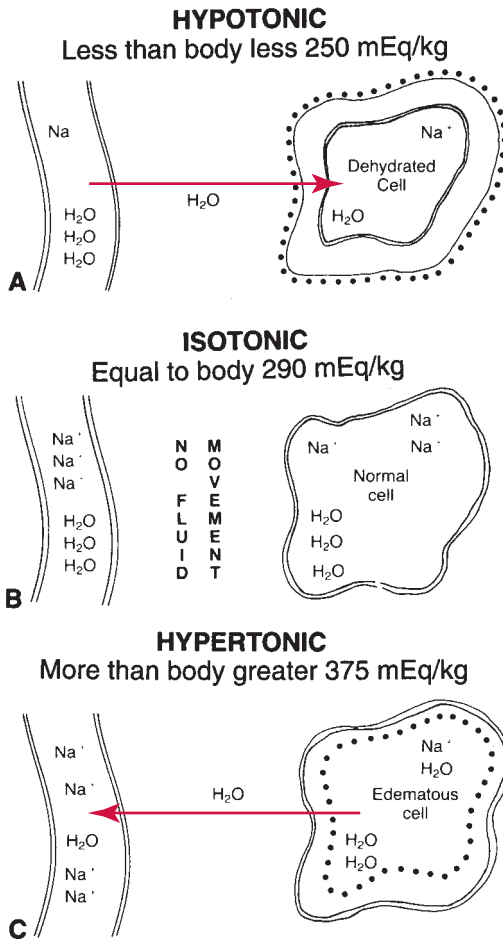 HYPOTONIC
Less than body less 250 mEq/kg
Na
H₂O
H₂O
H₂O
H₂O
Na⁺
Dehydrated
Cell
H₂O
A
ISOTONIC
Equal to body 290 mEq/kg
Na⁺
Na⁺
Na⁺
H₂O
H₂O
H₂O
NO FLUID
MOVEMENT
Na⁺
Na⁺
Na⁺
Normal
cell
H₂O
H₂O
H₂O
B
HYPERTONIC
More than body greater 375 mEq/kg
Na⁺
Na⁺
H₂O
Na⁺
Na⁺
H₂O
Na⁺
H₂O
Edematous
cell
H₂O
H₂O
C